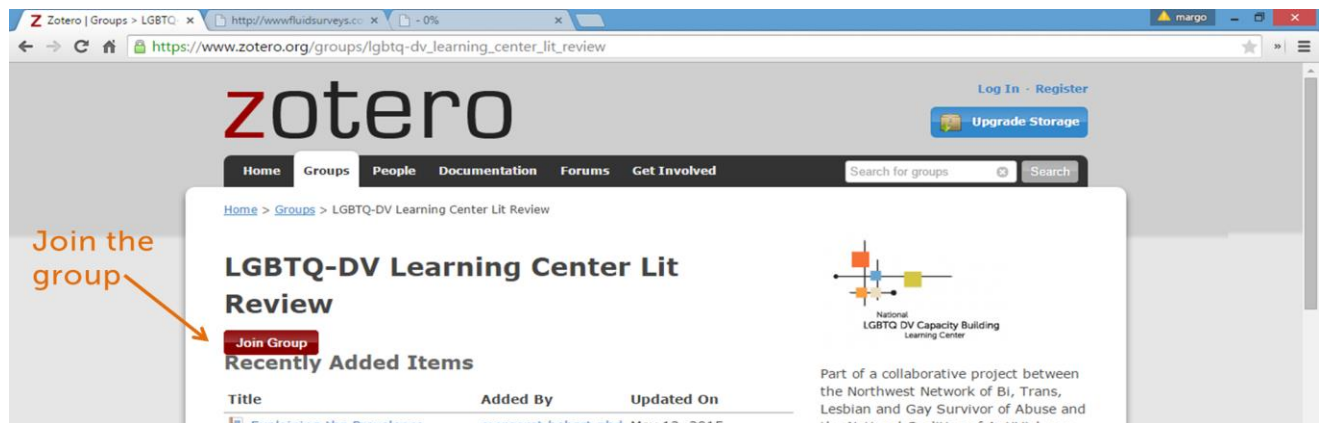 Zotero | Groups > LGBTQ-
http://wwwfluidsurveys.co
- 0%
margo
https://www.zotero.org/groups/lgbtq-dv_learning_center_lit_review
zotero
Log In · Register
Upgrade Storage
Home Groups People Documentation Forums Get Involved
Search for groups
Search
Home > Groups > LGBTQ-DV Learning Center Lit Review
Join the
group
LGBTQ-DV Learning Center Lit
Review
Join Group
Recently Added Items
Title Added By Updated On
National
LGBTQ DV Capacity Building
Learning Center
Part of a collaborative project between
the Northwest Network of Bi, Trans,
Lesbian and Gay Survivor of Abuse and